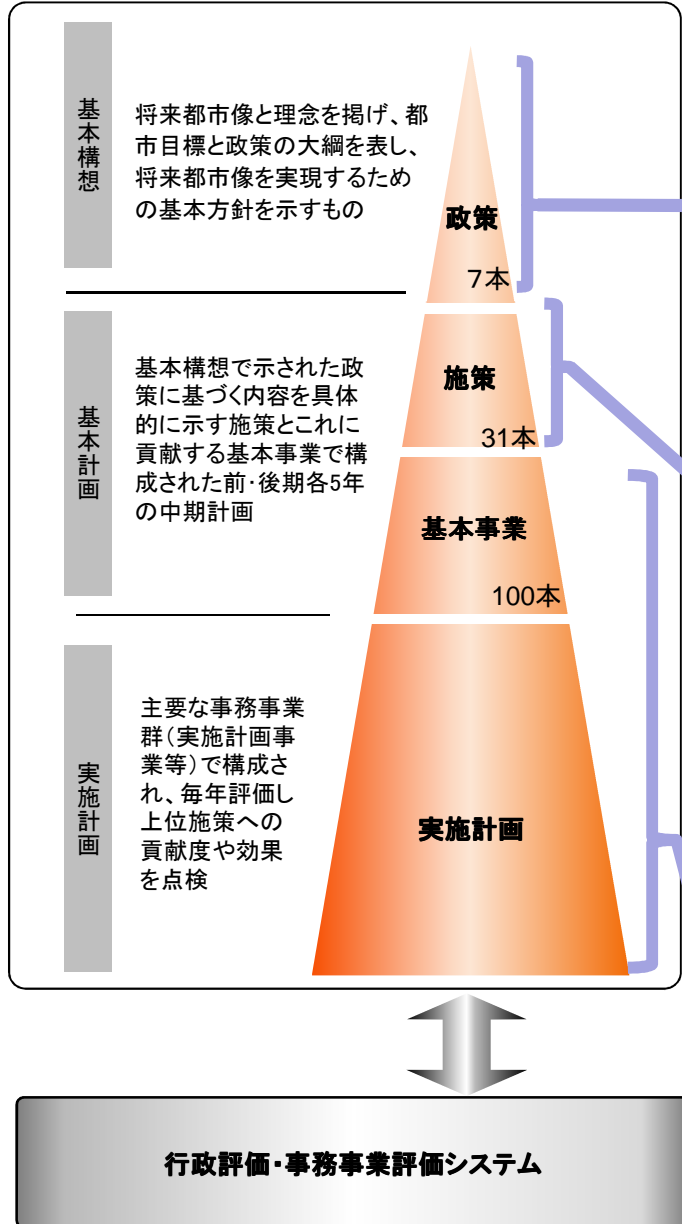 基本構想
将来都市像と理念を掲げ、都
市目標と政策の大綱を表し、
将来都市像を実現するため
の基本方針を示すもの
政策
7本
基本計画
基本構想で示された政
策に基づく内容を具体
的に示す施策とこれに
貢献する基本事業で構
成された前・後期各5年
の中期計画
施策
31本
基本事業
100本
実施計画
主要な事務事業
群(実施計画事
業等)で構成さ
れ、毎年評価し
上位施策への
貢献度や効果
を点検
実施計画
行政評価・事務事業評価システム